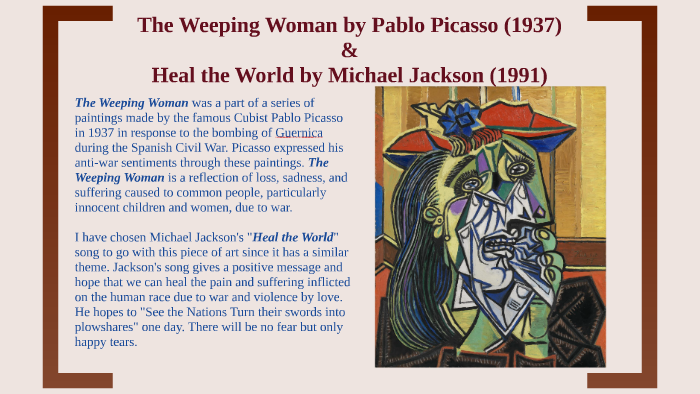 The Weeping Woman by Pablo Picasso (1937)
&
Heal the World by Michael Jackson (1991)
The Weeping Woman was a part of a series of
paintings made by the famous Cubist Pablo Picasso
in 1937 in response to the bombing of Guernica
during the Spanish Civil War. Picasso expressed his
anti-war sentiments through these paintings. The
Weeping Woman is a reflection of loss, sadness, and
suffering caused to common people, particularly
innocent children and women, due to war.
I have chosen Michael Jackson's "Heal the World"
song to go with this piece of art since it has a similar
theme. Jackson's song gives a positive message and
hope that we can heal the pain and suffering inflicted
on the human race due to war and violence by love.
He hopes to "See the Nations Turn their swords into
plowshares" one day. There will be no fear but only
happy tears.